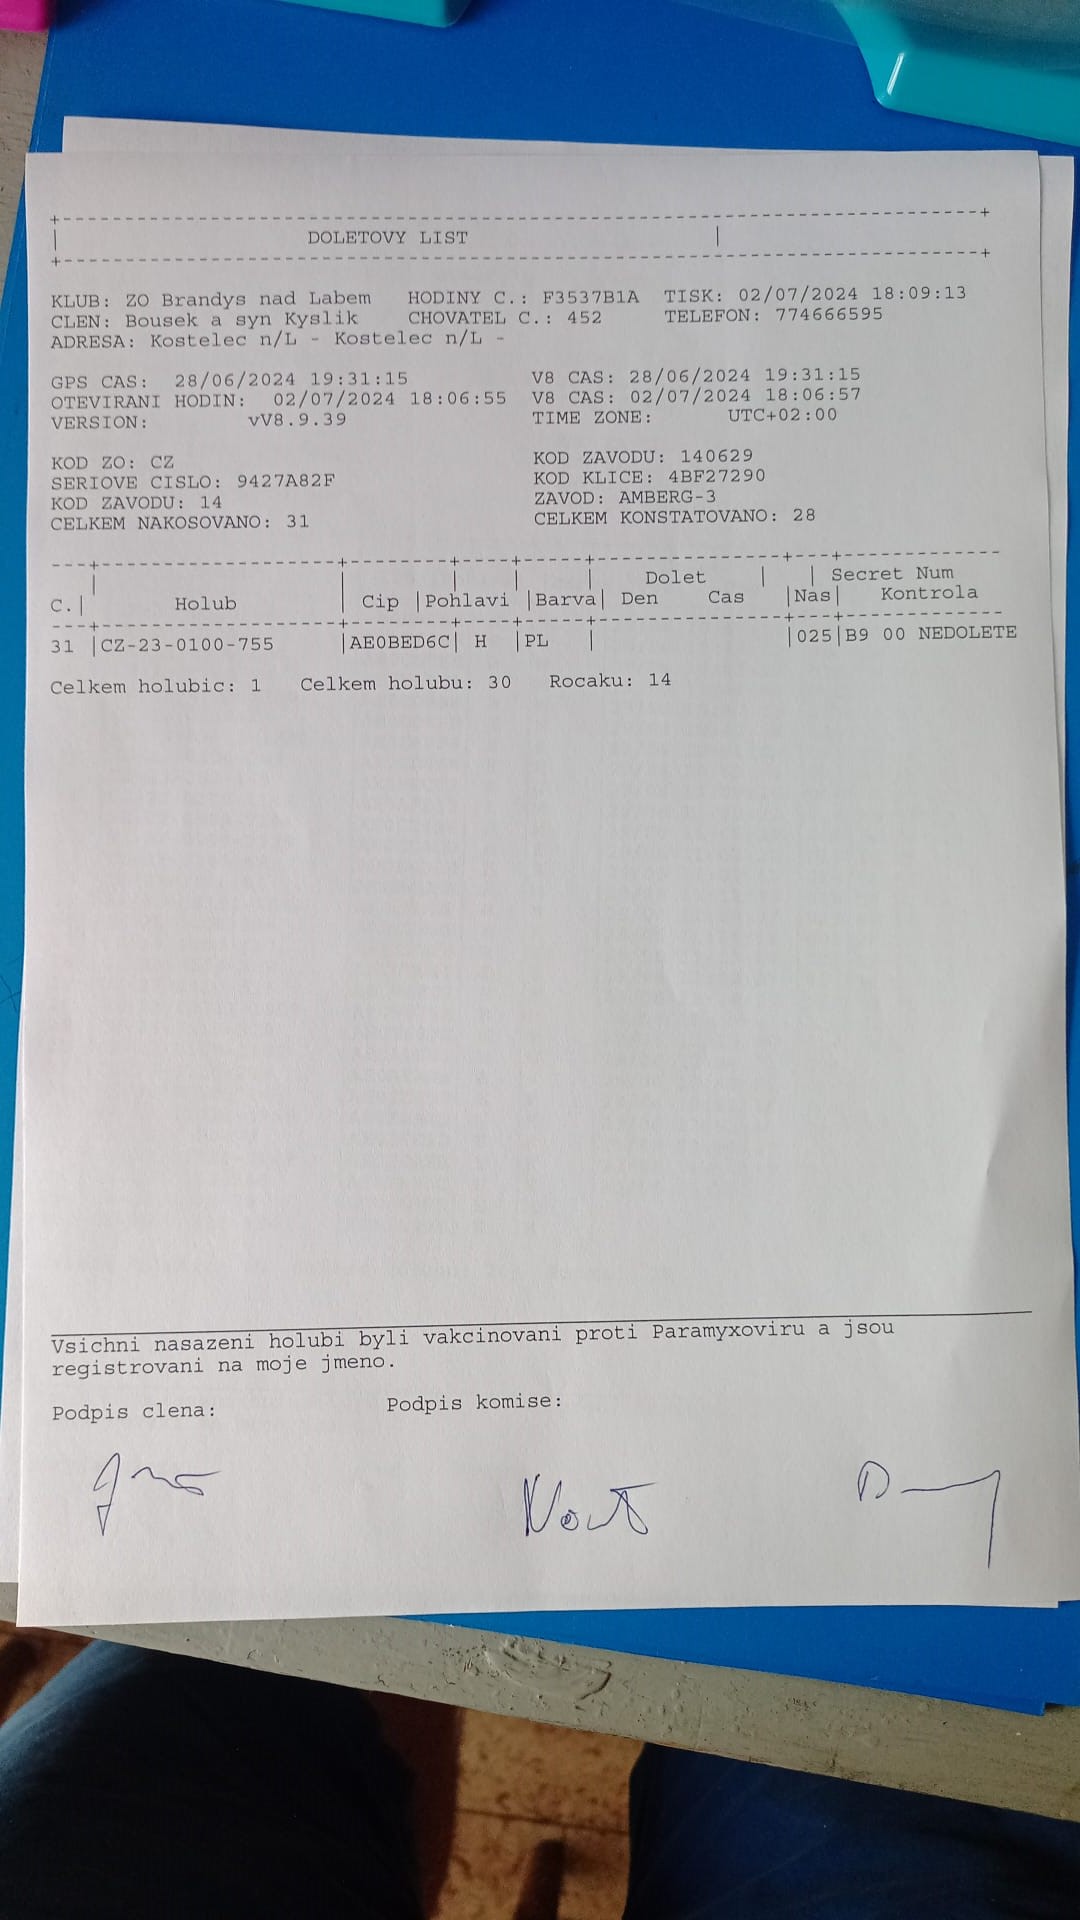 DOLETOVY LIST
KLUB: ZO Brandys nad Labem HODINY C.: F3537B1A TISK: 02/07/2024 18:09:13
CLEN: Bousek a syn Kyslik CHOVATEL C.: 452 TELEFON: 774666595
ADRESA: Kostelec n/L - Kostelec n/L -
GPS CAS: 28/06/2024 19:31:15 V8 CAS: 28/06/2024 19:31:15
OTEVIRANI HODIN: 02/07/2024 18:06:55 V8 CAS: 02/07/2024 18:06:57
VERSION: vV8.9.39 TIME ZONE: UTC+02:00
KOD ZO: CZ KOD ZAVODU: 140629
SERIOVE CISLO: 9427A82F KOD KLICE: 4BF27290
KOD ZAVODU: 14 ZAVOD: AMBERG-3
CELKEM NAKOSOVANO: 31 CELKEM KONSTATOVANO: 28
Dolet | | Secret Num
C.| Holub | Cip |Pohlavi |Barva| Den Cas |Nas| Kontrola
31 |CZ-23-0100-755 |AE0BED6C| H |PL | |025|B9 00 NEDOLETE
Celkem holubic: 1 Celkem holubu: 30 Rocaku: 14
Vsichni nasazeni holubi byli vakcinovani proti Paramyxoviru a jsou
registrovani na moje jmeno.
Podpis clena: Podpis komise: